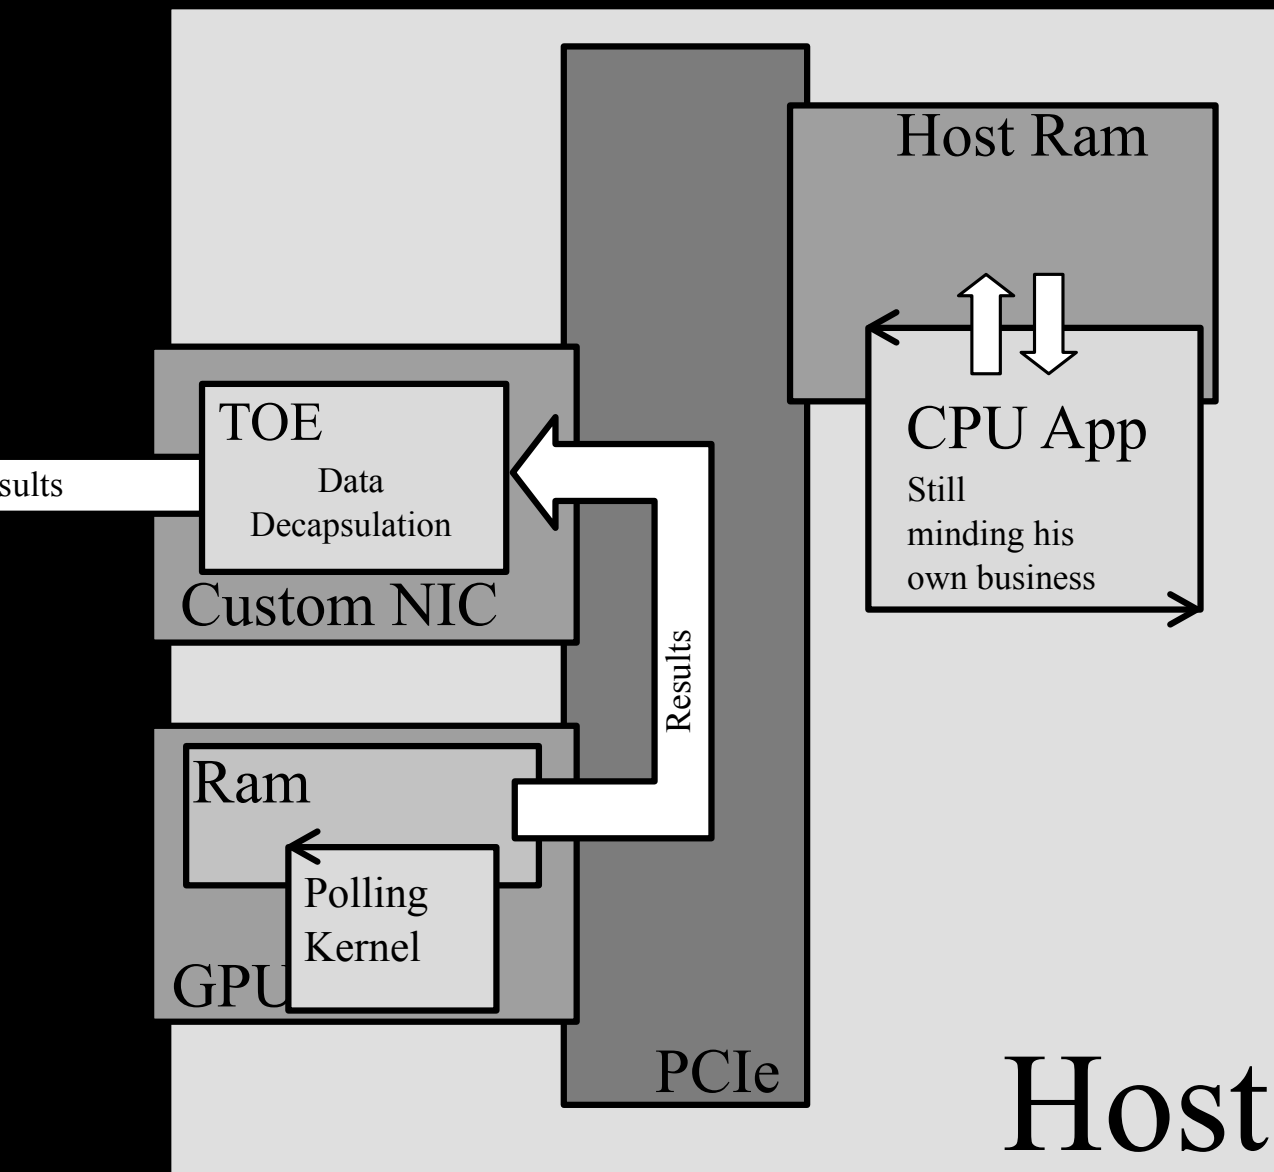 Host Ram
TOE
Data
Decapsulation
sults
CPU App
Still
minding his
own business
Custom NIC
Results
Ram
Polling
Kernel
GPU
PCIe
Host